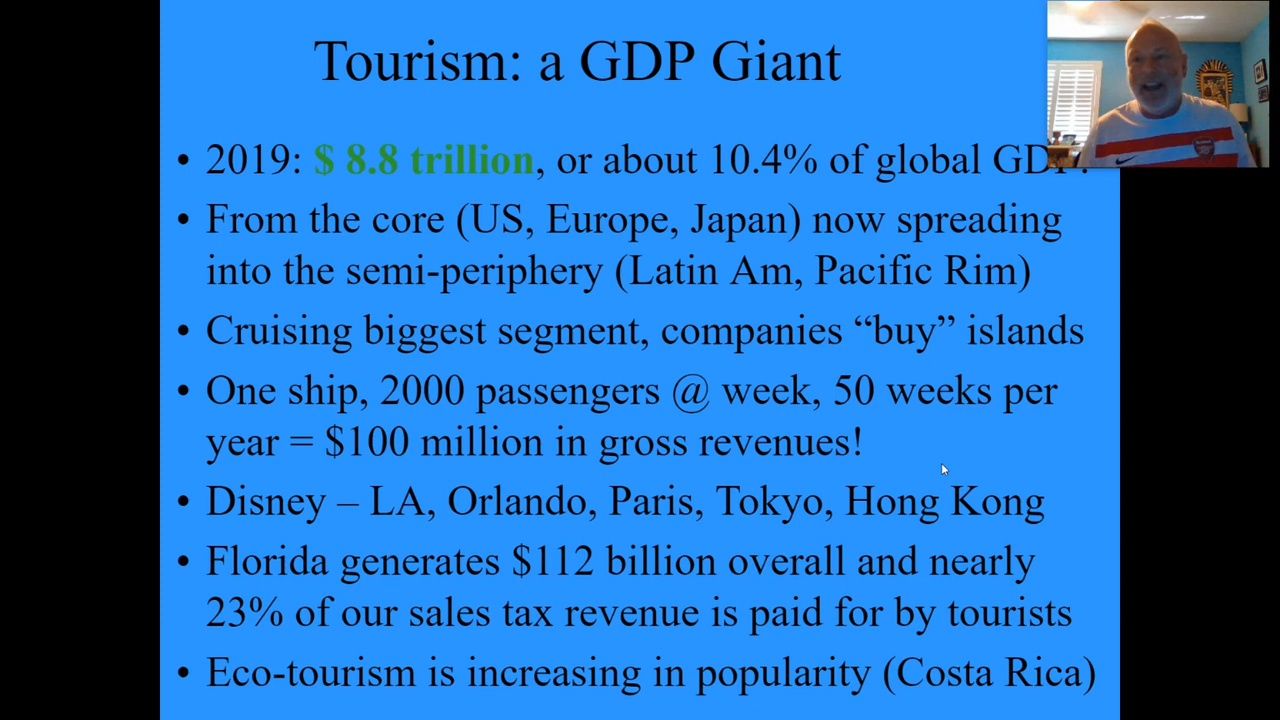 Tourism: a GDP Giant
• 2019: $ 8.8 trillion, or about 10.4% of global GDP.
• From the core (US, Europe, Japan) now spreading
into the semi-periphery (Latin Am, Pacific Rim)
• Cruising biggest segment, companies “buy” islands
• One ship, 2000 passengers @ week, 50 weeks per
year = $100 million in gross revenues!
• Disney – LA, Orlando, Paris, Tokyo, Hong Kong
• Florida generates $112 billion overall and nearly
23% of our sales tax revenue is paid for by tourists
• Eco-tourism is increasing in popularity (Costa Rica)